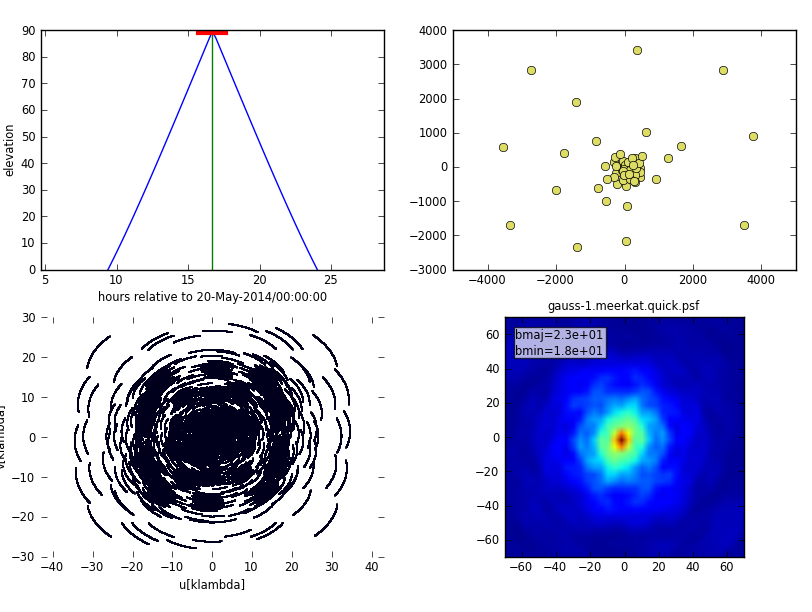 90
80
70
60
50
40
30
20
10
0
elevation
5 10 15 20 25
hours relative to 20-May-2014/00:00:00
4000
3000
2000
1000
0
−1000
−2000
−3000
−4000 −2000 0 2000 4000
30
20
10
0
−10
−20
−30
v[klambda]
−40 −30 −20 −10 0 10 20 30 40
u[klambda]
gauss-1.meerkat.quick.psf
bmaj=2.3e+01
bmin=1.8e+01
60
40
20
0
−20
−40
−60
−60 −40 −20 0 20 40 60